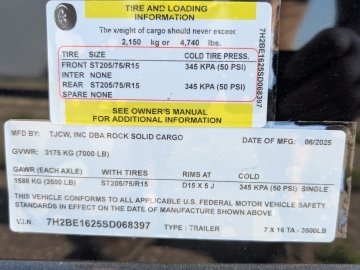 TIRE AND LOADING
INFORMATION
The weight of cargo should never exceed
2,150 kg or 4,740 lbs.
TIRE SIZE COLD TIRE PRESS.
FRONT ST205/75/R15 345 KPA (50 PSI)
INTER NONE
REAR ST205/75/R15 345 KPA (50 PSI)
SPARE NONE
SEE OWNER'S MANUAL
FOR ADDITIONAL INFORMATION
7H2BE1625SD068397
MFD BY: TJCW, INC DBA ROCK SOLID CARGO
DATE OF MFG: 06/2025
GVWR: 3175 KG (7000 LB)
GAWR (EACH AXLE) WITH TIRES RIMS AT COLD
1588 KG (3500 LB) ST205/75/R15 D15 X 5 J 345 KPA (50 PSI) SINGLE
THIS VEHICLE CONFORMS TO ALL APPLICABLE U.S. FEDERAL MOTOR VEHICLE SAFETY
STANDARDS IN EFFECT ON THE DATE OF MANUFACTURE SHOWN ABOVE
V.I.N.: 7H2BE1625SD068397 TYPE: TRAILER 7 X 16 TA - 3500LB